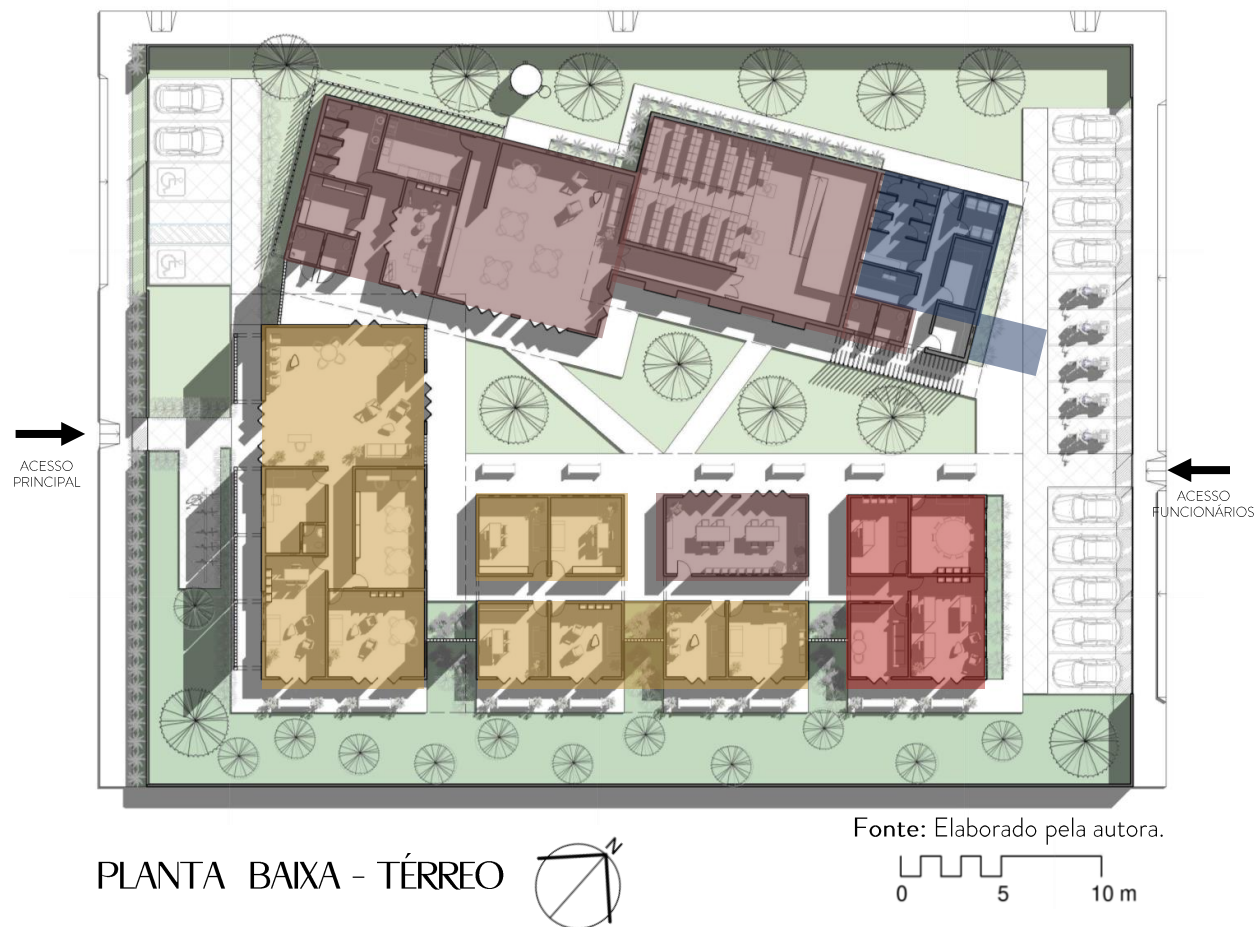 ACESSO
PRINCIPAL
ACESSO
FUNCIONÁRIOS
Fonte: Elaborado pela autora.
PLANTA BAIXA - TÉRREO
N
0 5 10 m